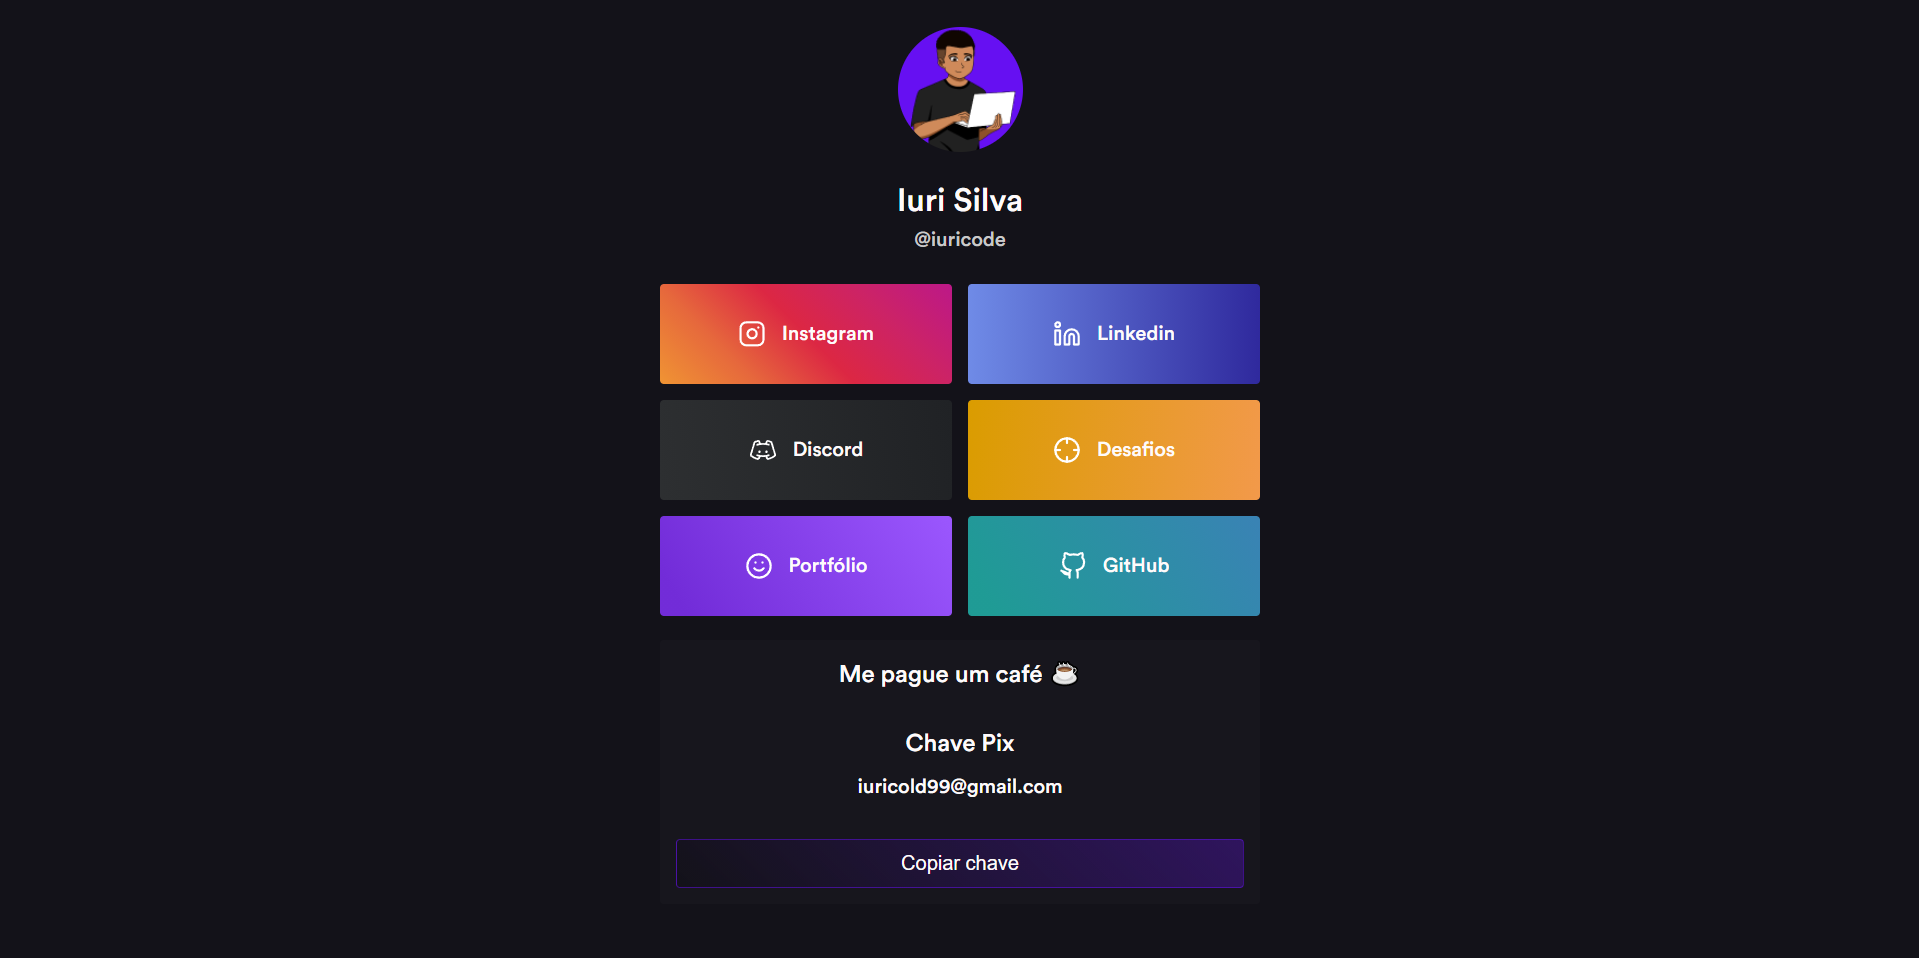 Iuri Silva
@iuricode
Instagram
Linkedin
Discord
Desafios
Portfólio
GitHub
Me pague um café ☕
Chave Pix
iuricold99@gmail.com
Copiar chave